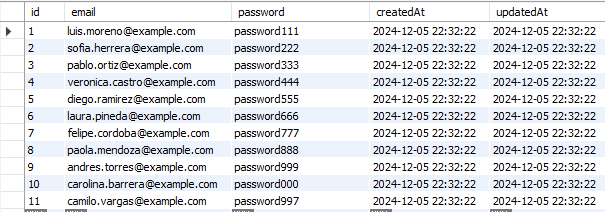 id email password createdAt updatedAt
1 luis.moreno@example.com password111 2024-12-05 22:32:22 2024-12-05 22:32:22
2 sofia.herrera@example.com password222 2024-12-05 22:32:22 2024-12-05 22:32:22
3 pablo.ortiz@example.com password333 2024-12-05 22:32:22 2024-12-05 22:32:22
4 veronica.castro@example.com password444 2024-12-05 22:32:22 2024-12-05 22:32:22
5 diego.ramirez@example.com password555 2024-12-05 22:32:22 2024-12-05 22:32:22
6 laura.pineda@example.com password666 2024-12-05 22:32:22 2024-12-05 22:32:22
7 felipe.cordoba@example.com password777 2024-12-05 22:32:22 2024-12-05 22:32:22
8 paola.mendoza@example.com password888 2024-12-05 22:32:22 2024-12-05 22:32:22
9 andres.torres@example.com password999 2024-12-05 22:32:22 2024-12-05 22:32:22
10 carolina.barrera@example.com password000 2024-12-05 22:32:22 2024-12-05 22:32:22
11 camilo.vargas@example.com password997 2024-12-05 22:32:22 2024-12-05 22:32:22